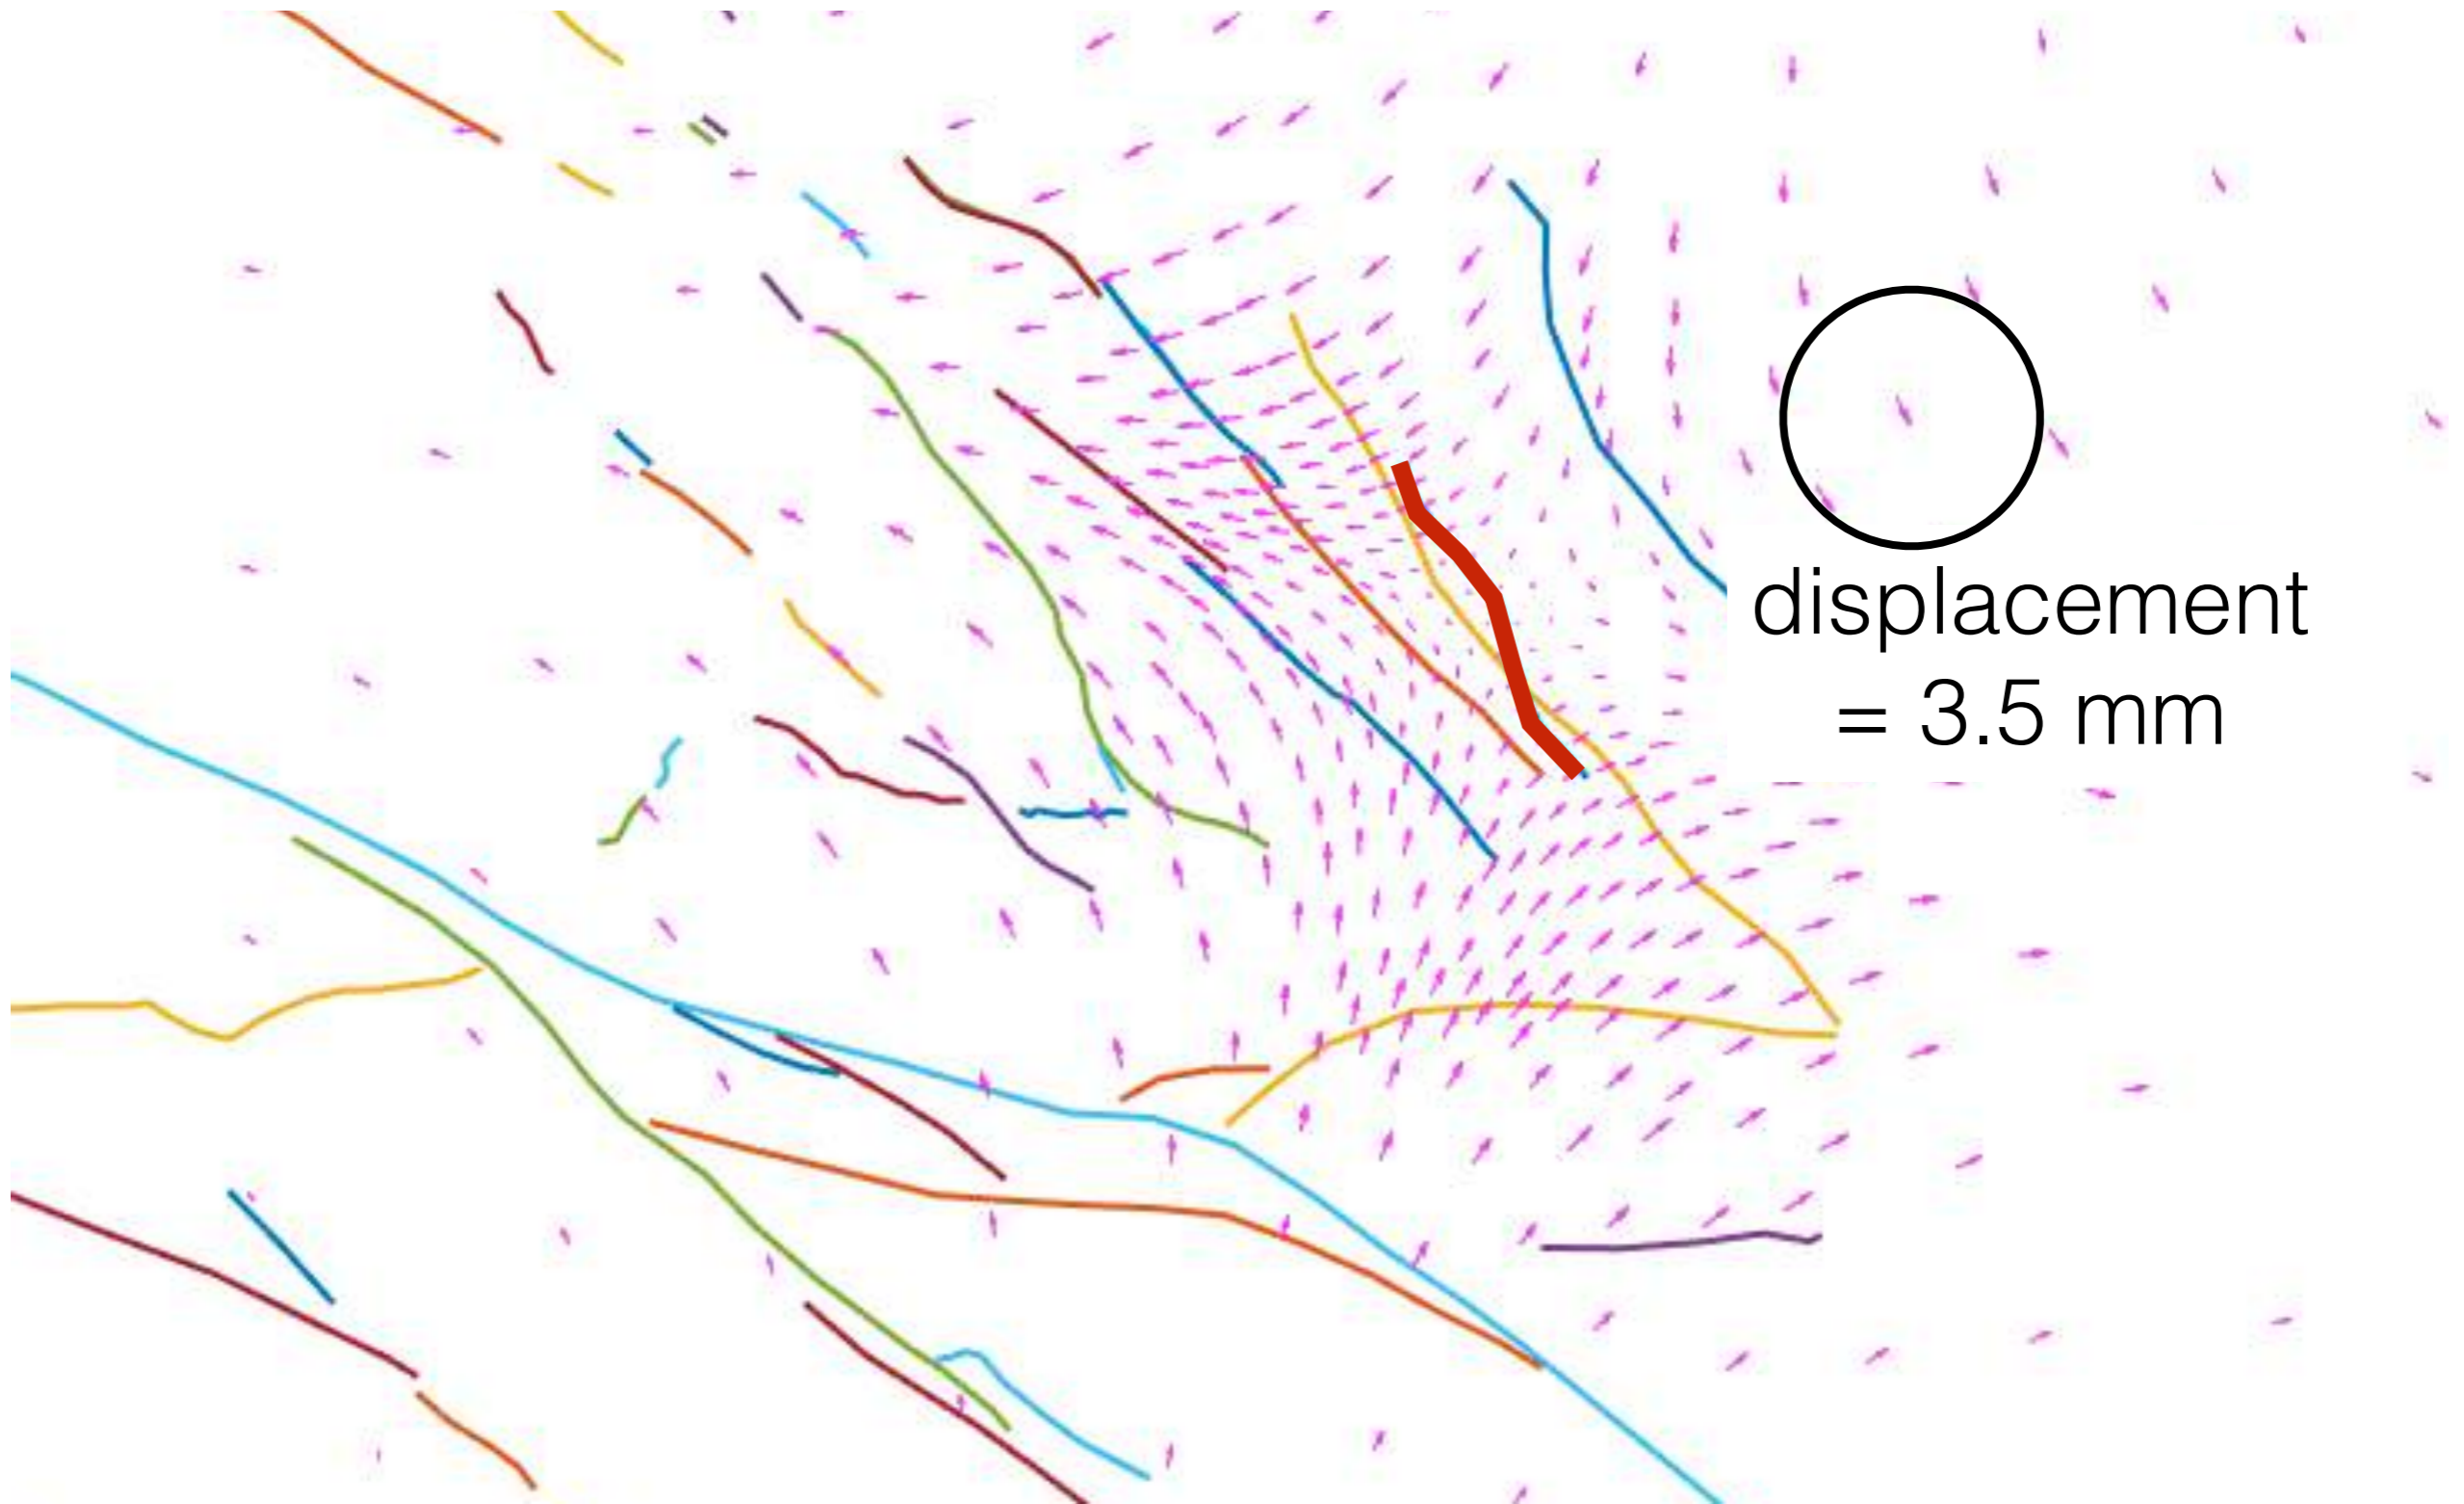 displacement
= 3.5 mm